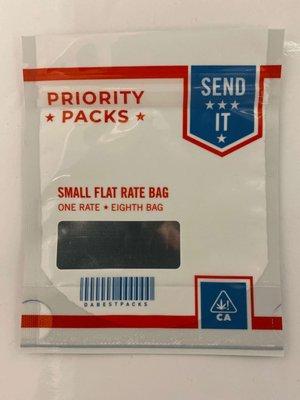 SEND
IT
PRIORITY
PACKS
SMALL FLAT RATE BAG
ONE RATE ★ EIGHTH BAG
DABESTPACKS
!
CA